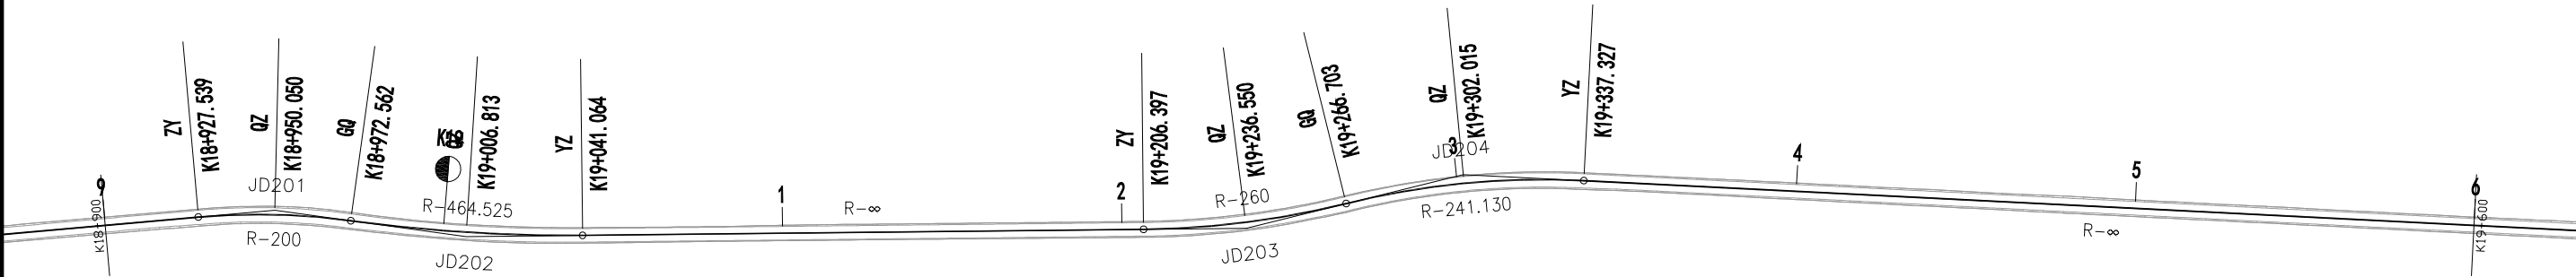 9
K18+900
ZY
K18+927.539
QZ
K18+950.050
JD201
R-200
GQ
K18+972.562
K19
R-464.525
K19+006.813
JD202
YZ
K19+041.064
1
R-∞
2
ZY
K19+206.397
QZ
K19+236.550
R-260
JD203
GQ
K19+266.703
3
JD204
QZ
K19+302.015
R-241.130
YZ
K19+337.327
4
5
R-∞
6
K19+600